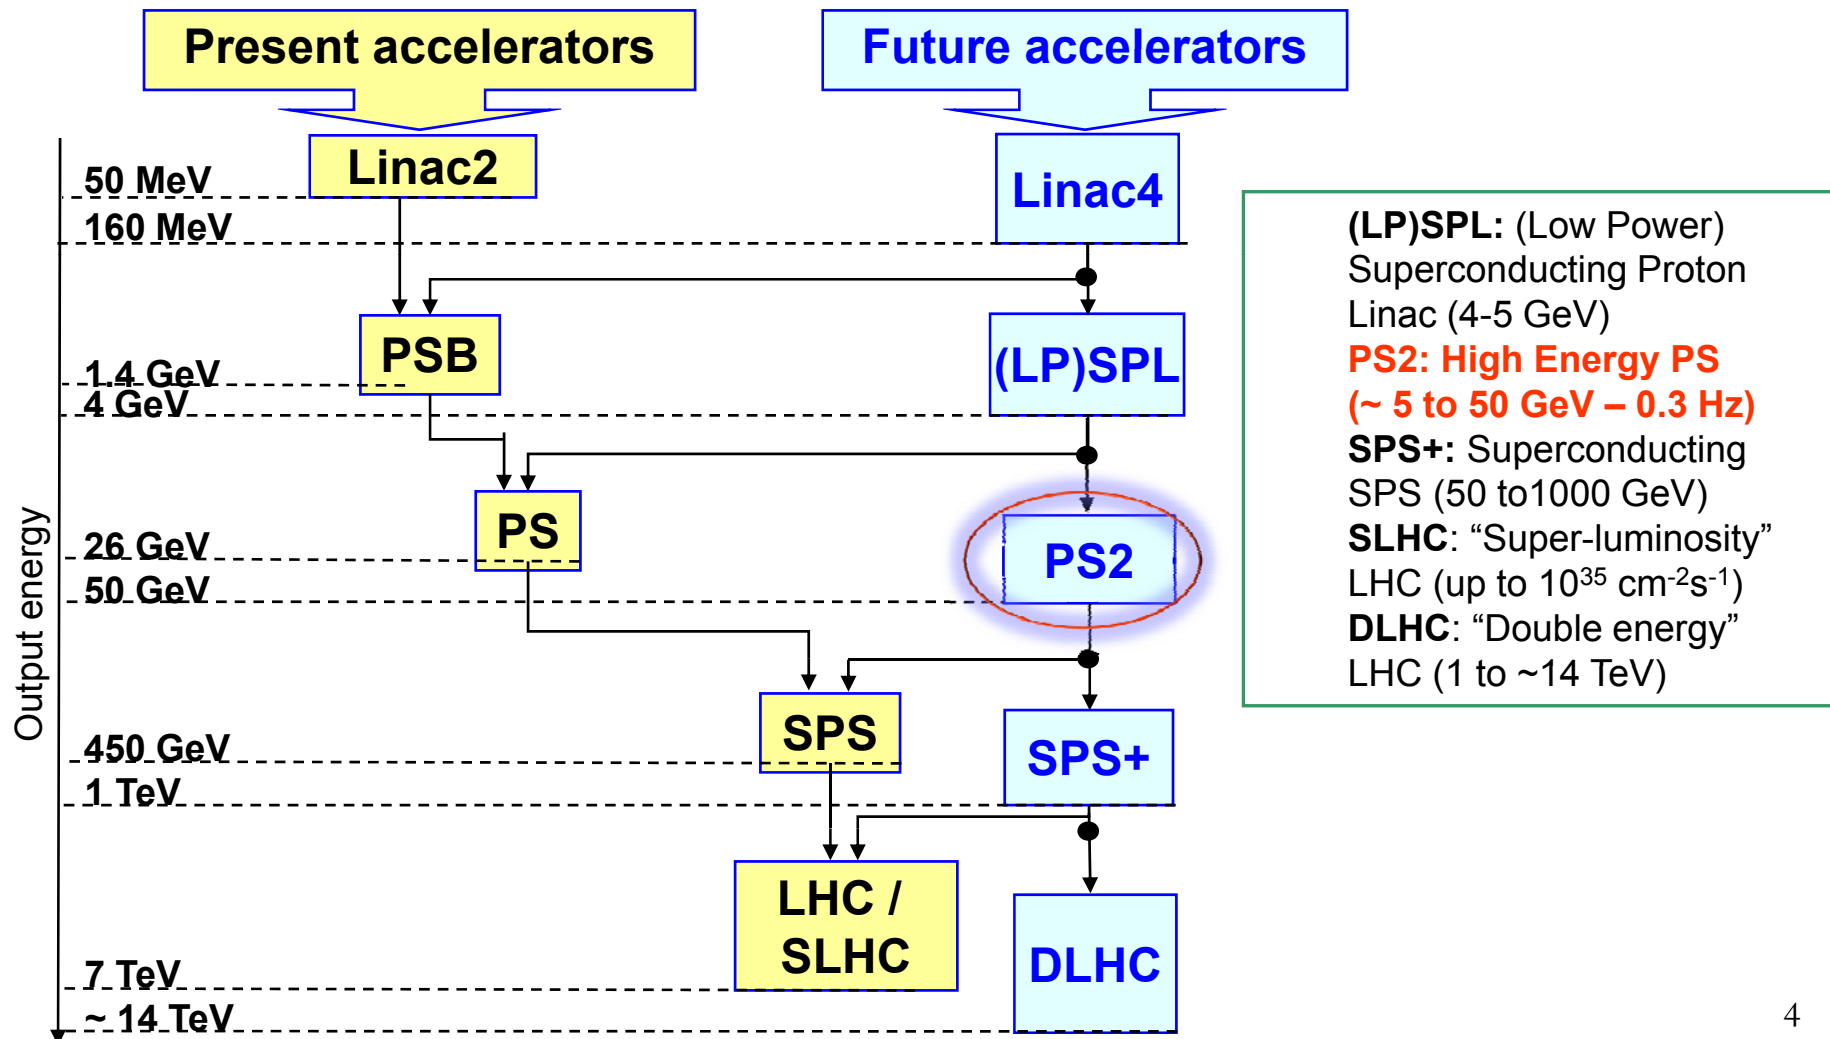 Present accelerators
Future accelerators
Output energy
50 MeV
160 MeV
1.4 GeV
4 GeV
26 GeV
50 GeV
450 GeV
1 TeV
7 TeV
~ 14 TeV
Linac2
PSB
PS
SPS
LHC /
SLHC
Linac4
(LP)SPL
PS2
SPS+
DLHC
(LP)SPL: (Low Power)
Superconducting Proton
Linac (4-5 GeV)
PS2: High Energy PS
(~ 5 to 50 GeV – 0.3 Hz)
SPS+: Superconducting
SPS (50 to1000 GeV)
SLHC: “Super-luminosity”
LHC (up to 10³⁵ cm⁻²s⁻¹)
DLHC: “Double energy”
LHC (1 to ~14 TeV)
4